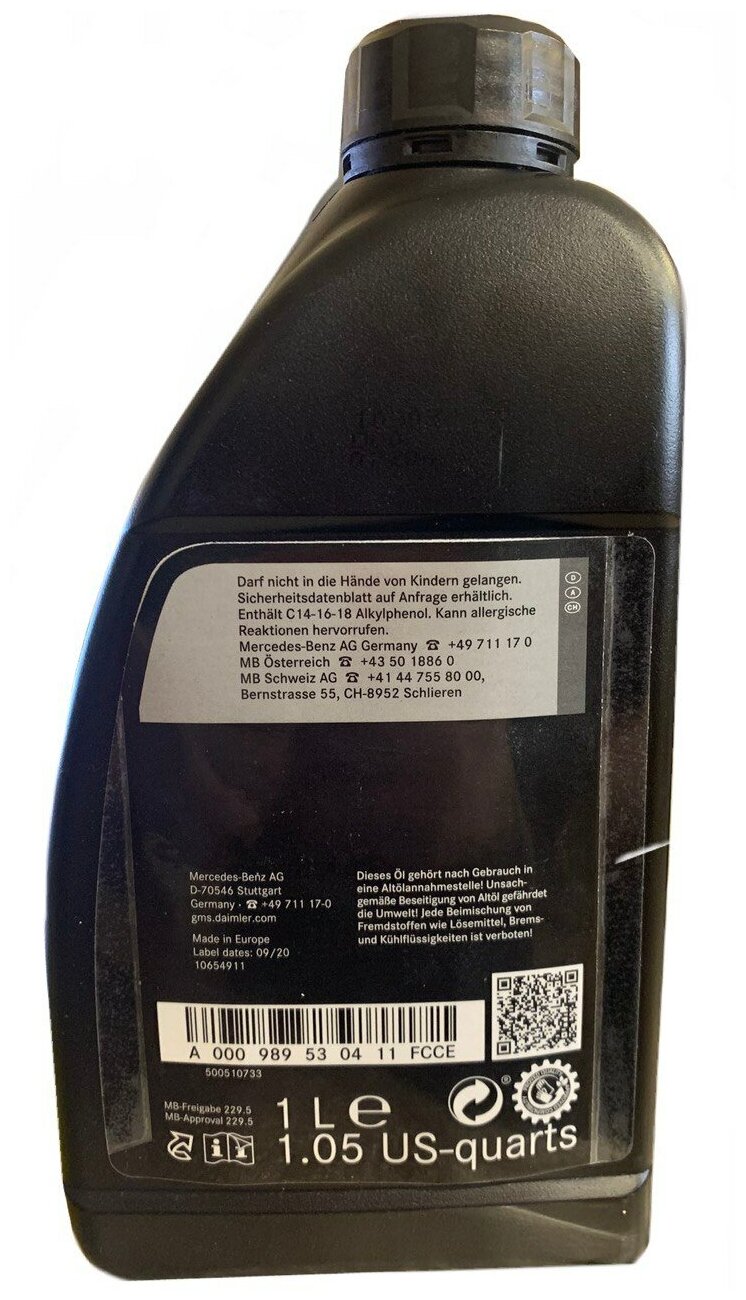 Darf nicht in die Hände von Kindern gelangen.
Sicherheitsdatenblatt auf Anfrage erhältlich.
Enthält C14-16-18 Alkylphenol. Kann allergische
Reaktionen hervorrufen.
Mercedes-Benz AG Germany ☎ +49 711 17 0
MB Österreich ☎ +43 50 1886 0
MB Schweiz AG ☎ +41 44 755 80 00,
Bernstrasse 55, CH-8952 Schlieren
D
A
CH
Mercedes-Benz AG
D-70546 Stuttgart
Germany · ☎ +49 711 17-0
gms.daimler.com
Made in Europe
Label dates: 09/20
10654911
Dieses Öl gehört nach Gebrauch in
eine Altölannahmestelle! Unsach-
gemäße Beseitigung von Altöl gefährdet
die Umwelt! Jede Beimischung von
Fremdstoffen wie Lösemittel, Brems-
und Kühlflüssigkeiten ist verboten!
A 000 989 53 04 11 FCCE
500510733
MB-Freigabe 229.5
MB-Approval 229.5
1 L e
1.05 US-quarts
®